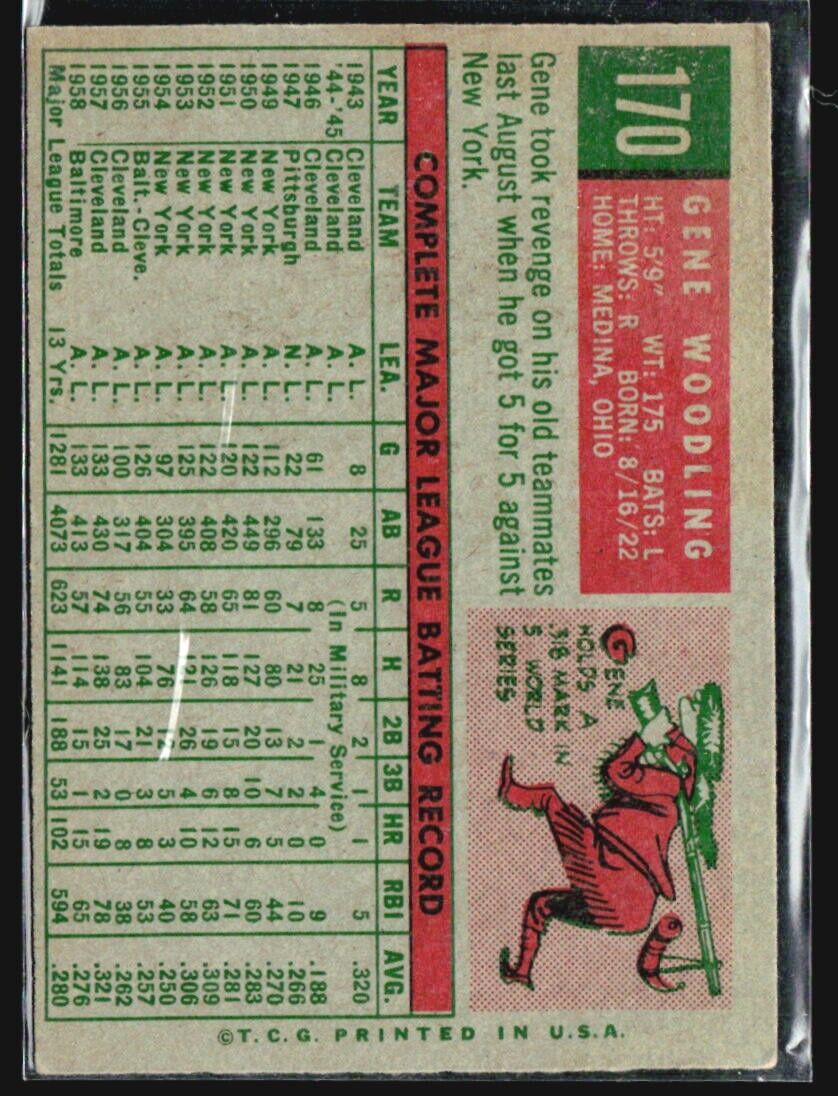 170
GENE WOODLING
HT: 5'9" WT: 175 BATS: L
THROWS: R BORN: 8/16/22
HOME: MEDINA, OHIO
Gene took revenge on his old teammates
last August when he got 5 for 5 against
New York.
GENE
HOLDS A
.318 MARK IN
5 WORLD
SERIES
COMPLETE MAJOR LEAGUE BATTING RECORD
YEAR TEAM LEA. G AB R H 2B 3B HR RBI AVG.
1943 Cleveland A. L. 8 25 5 8 2 1 1 5 .320
'44-'45 Cleveland A. L. (In Military Service)
1946 Cleveland A. L. 61 133 8 25 1 4 0 9 .188
1947 Pittsburgh N. L. 22 79 7 21 2 2 0 10 .266
1949 New York A. L. 112 296 60 80 13 7 5 44 .270
1950 New York A. L. 122 449 81 127 20 10 6 60 .283
1951 New York A. L. 120 420 65 118 15 8 15 71 .281
1952 New York A. L. 122 408 58 126 19 6 12 63 .309
1953 New York A. L. 125 395 64 121 26 4 10 58 .306
1954 New York A. L. 97 304 33 76 12 5 3 40 .250
1955 Balt.-Cleve. A. L. 126 404 55 104 21 3 8 53 .257
1956 Cleveland A. L. 100 317 56 83 17 0 8 38 .262
1957 Cleveland A. L. 133 430 74 138 25 2 19 78 .321
1958 Baltimore A. L. 133 413 57 114 15 1 15 65 .276
Major League Totals 13 Yrs. 1281 4073 623 1141 188 53 102 594 .280
©T. C. G. PRINTED IN U.S.A.